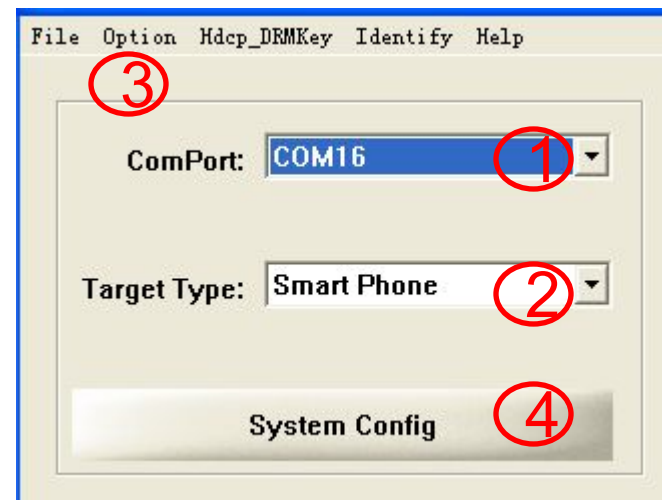 File Option Hdcp_DRMKey Identify Help
3
ComPort: COM16 1
Target Type: Smart Phone 2
System Config 4